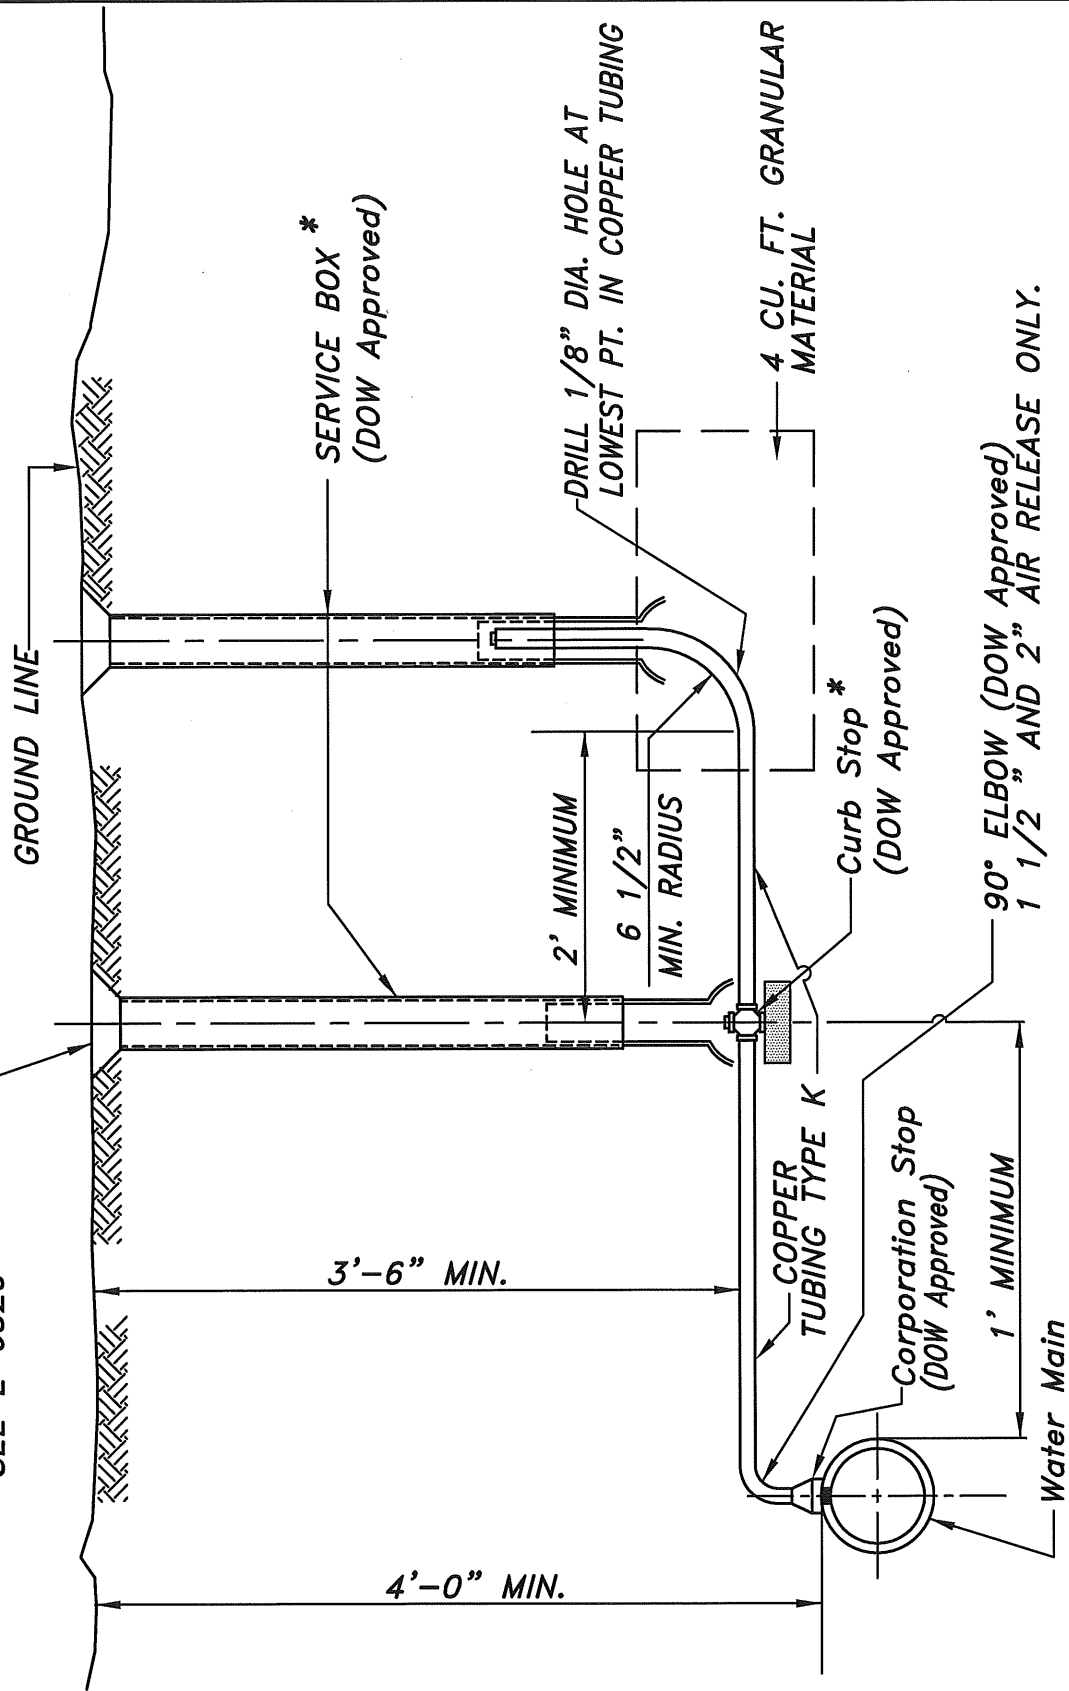 GROUND LINE
SERVICE BOX *
(DOW Approved)
DRILL 1/8” DIA. HOLE AT
LOWEST PT. IN COPPER TUBING
4 CU. FT. GRANULAR
MATERIAL
2’ MINIMUM
6 1/2”
MIN. RADIUS
Curb Stop *
(DOW Approved)
90° ELBOW (DOW Approved)
1 1/2” AND 2” AIR RELEASE ONLY.
3’-6” MIN.
COPPER
TUBING TYPE K
Corporation Stop
(DOW Approved)
1’ MINIMUM
4’-0” MIN.
Water Main